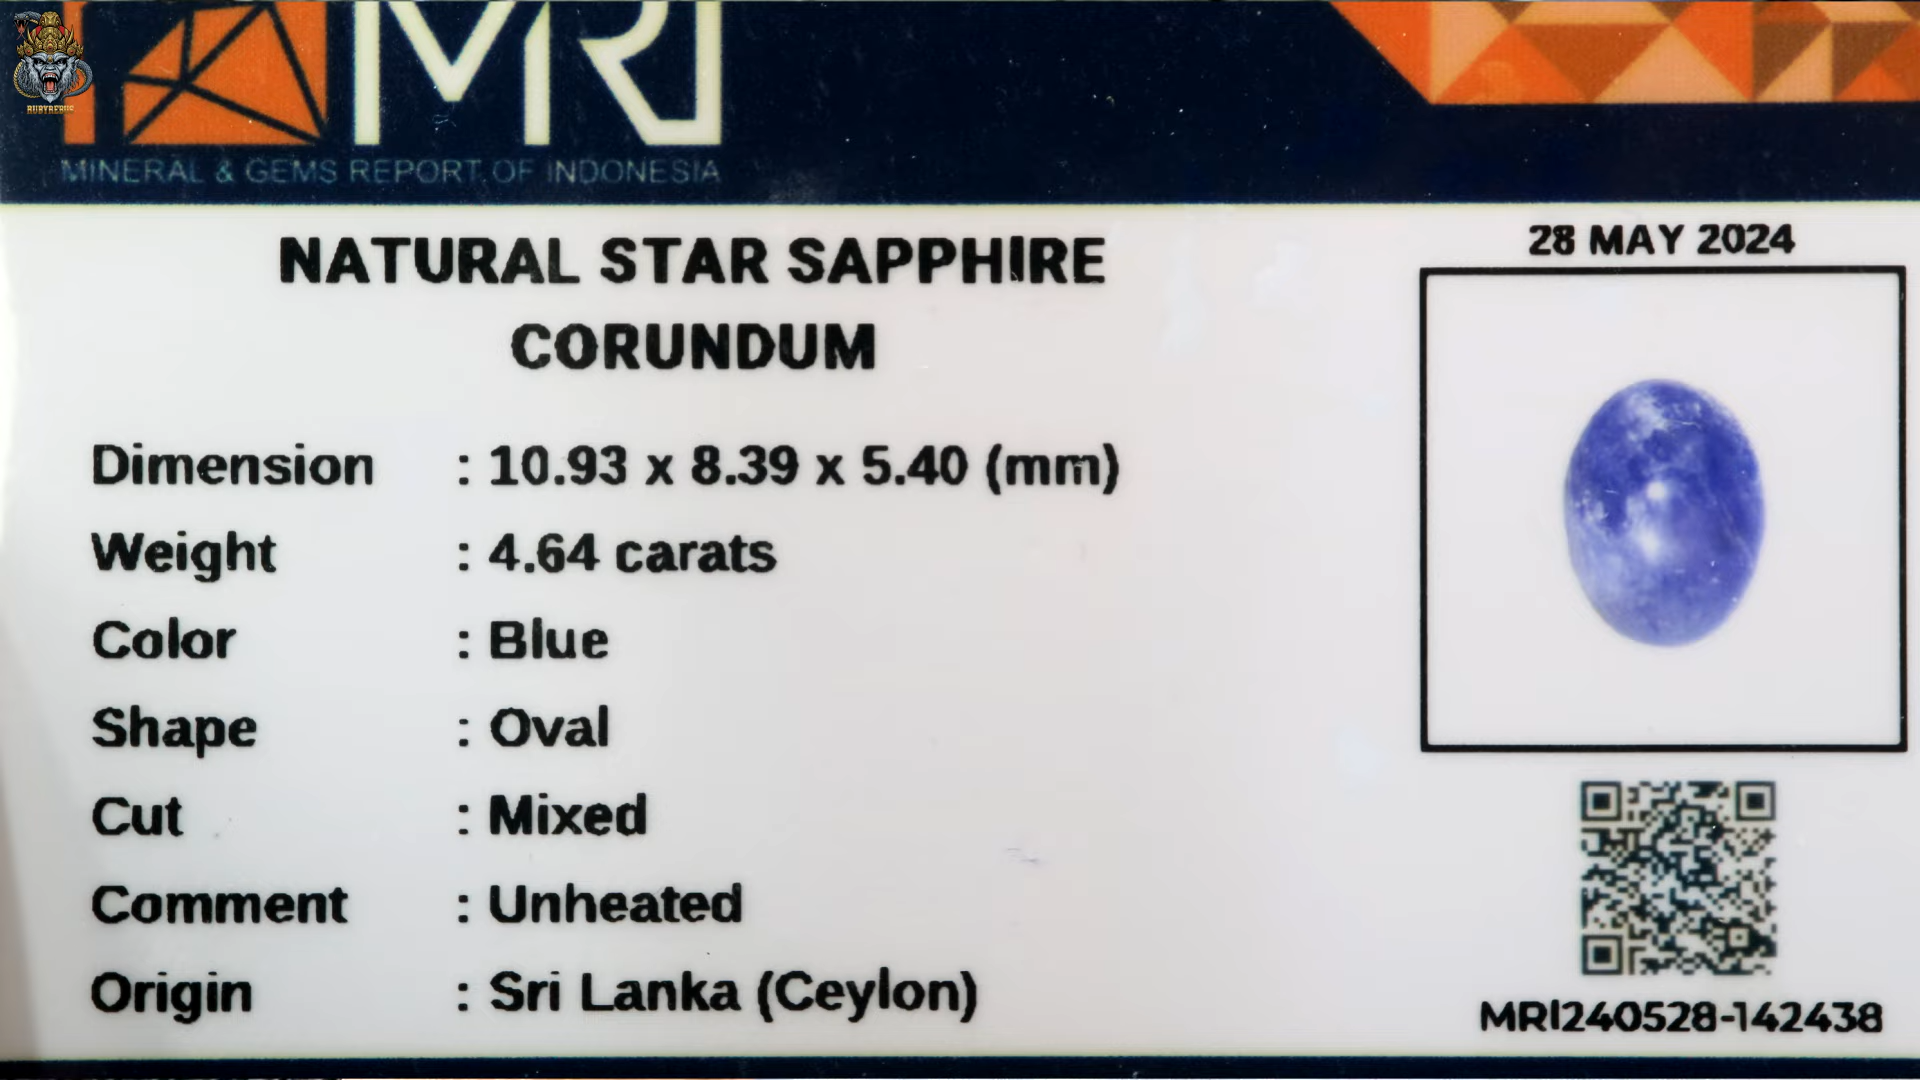 RUBYREBUS
MRI
MINERAL & GEMS REPORT OF INDONESIA
NATURAL STAR SAPPHIRE
CORUNDUM
Dimension : 10.93 x 8.39 x 5.40 (mm)
Weight : 4.64 carats
Color : Blue
Shape : Oval
Cut : Mixed
Comment : Unheated
Origin : Sri Lanka (Ceylon)
28 MAY 2024
MRI240528-142438